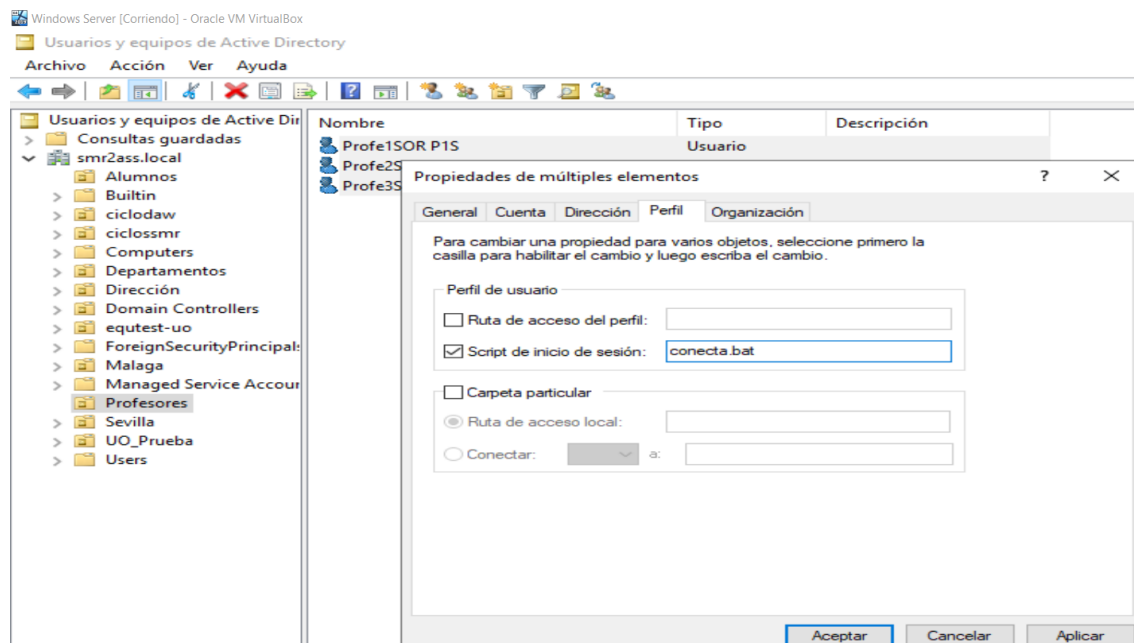 Windows Server [Corriendo] - Oracle VM VirtualBox
Usuarios y equipos de Active Directory
Archivo Acción Ver Ayuda
Usuarios y equipos de Active Dir
Consultas guardadas
smr2ass.local
Alumnos
Builtin
ciclodaw
ciclossmr
Computers
Departamentos
Dirección
Domain Controllers
equtest-uo
ForeignSecurityPrincipals
Malaga
Managed Service Accour
Profesores
Sevilla
UO_Prueba
Users
Nombre Tipo Descripción
Profe1SOR P1S Usuario
Profe2S
Profe3S
Propiedades de múltiples elementos ?
General Cuenta Dirección Perfil Organización
Para cambiar una propiedad para varios objetos, seleccione primero la
casilla para habilitar el cambio y luego escriba el cambio.
Perfil de usuario
Ruta de acceso del perfil:
Script de inicio de sesión: conecta.bat
Carpeta particular
Ruta de acceso local:
Conectar: a:
Aceptar Cancelar Aplicar